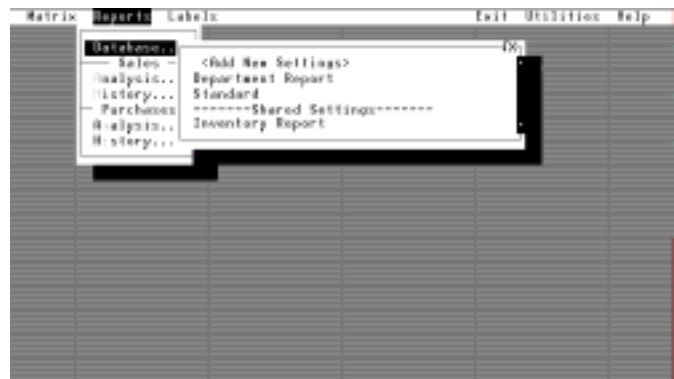 Matrix Reports Labels Exit Utilities Help
Database..
Sales
Analysis..
History...
Purchases
Analysis..
History...
<Add New Settings>
Department Report
Standard
-------Shared Settings-------
Inventory Report